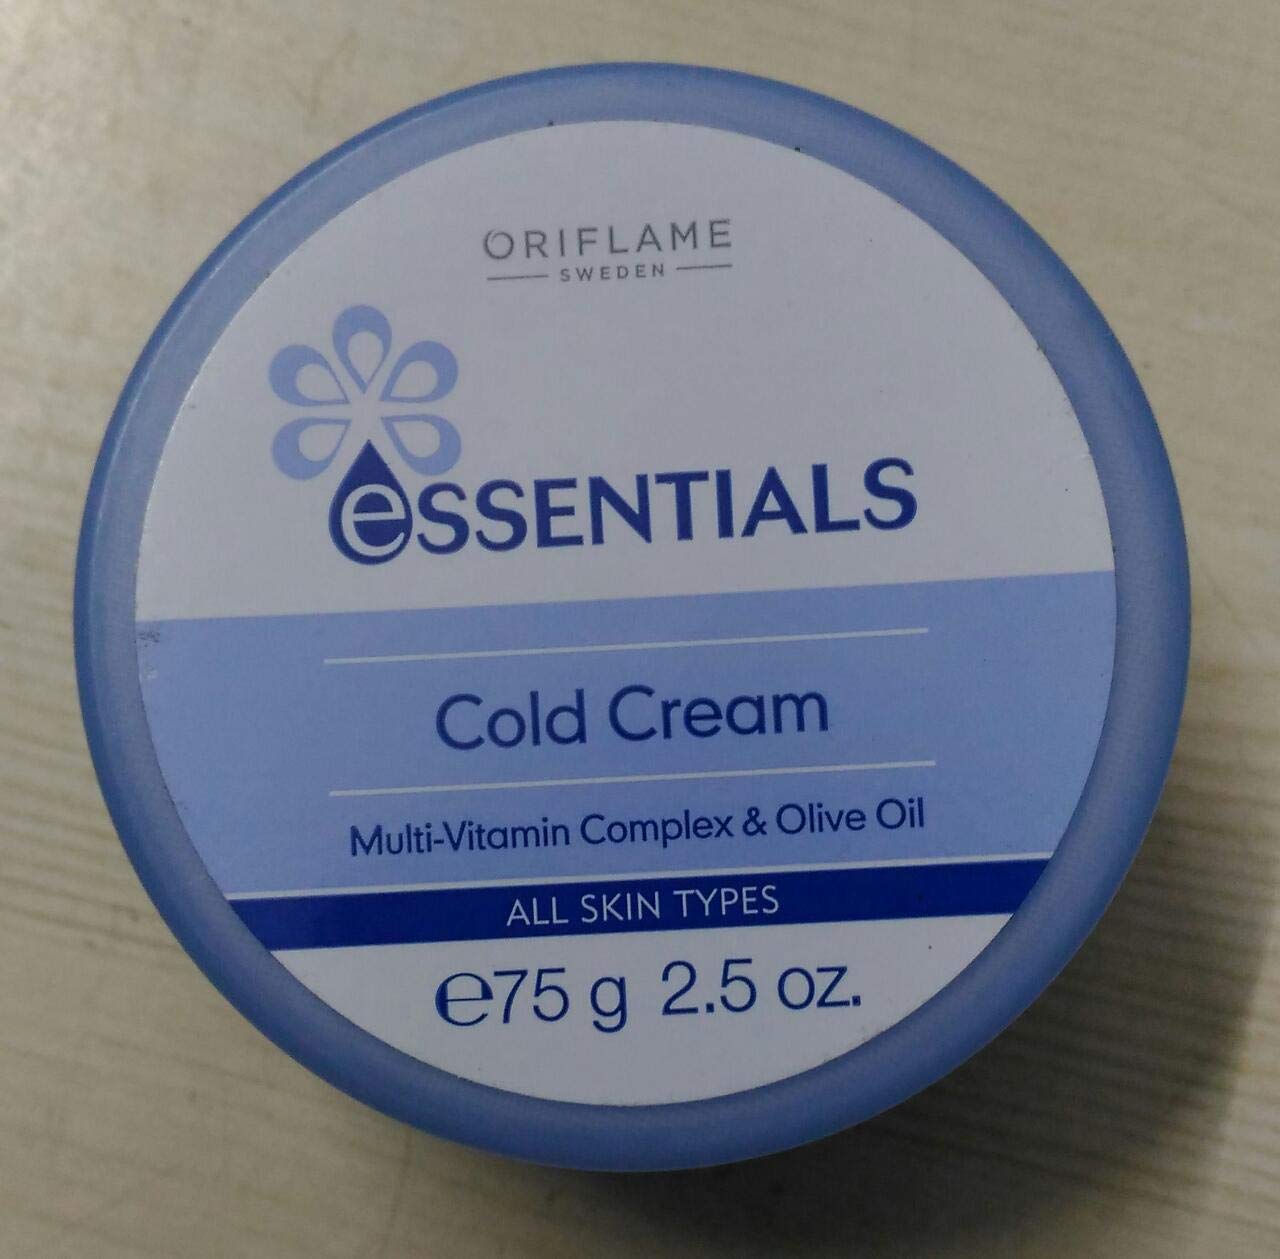 ORIFLAME
SWEDEN
eSSENTIALS
Cold Cream
Multi-Vitamin Complex & Olive Oil
ALL SKIN TYPES
℮75 g 2.5 oz.